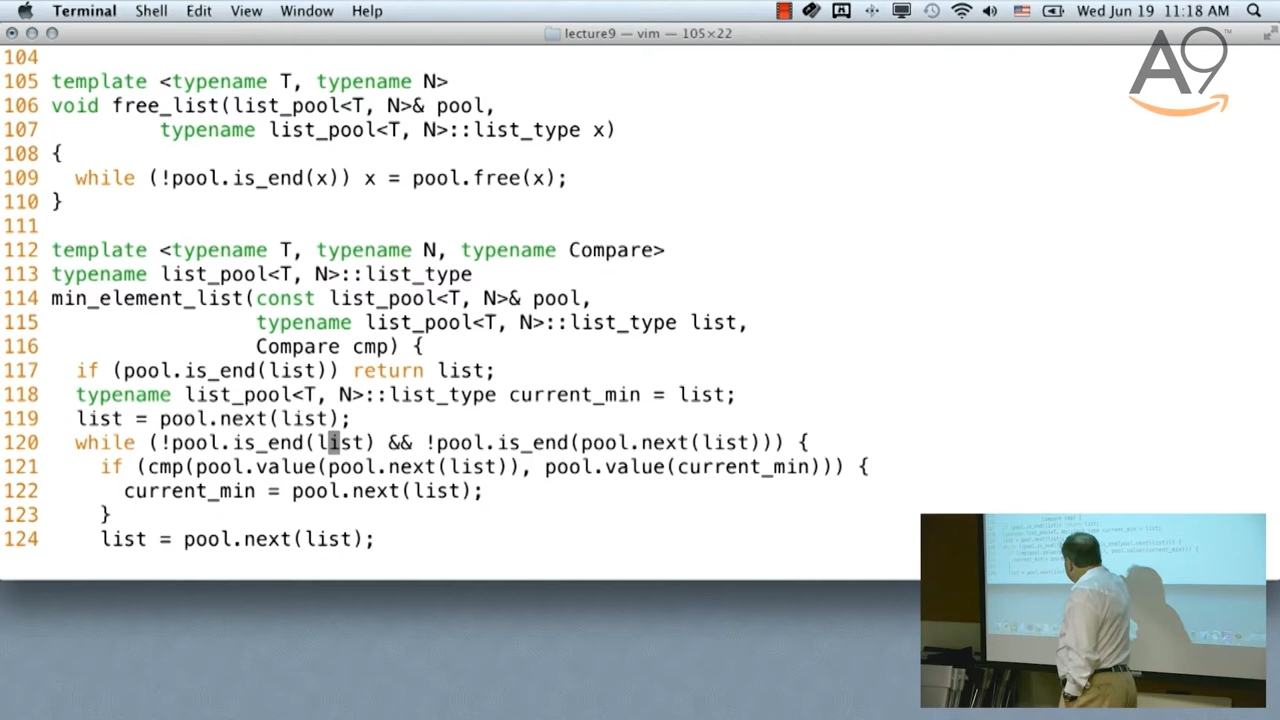 Terminal Shell Edit View Window Help Wed Jun 19 11:18 AM
lecture9 — vim — 105×22
A9™
104
105 template <typename T, typename N>
106 void free_list(list_pool<T, N>& pool,
107          typename list_pool<T, N>::list_type x)
108 {
109   while (!pool.is_end(x)) x = pool.free(x);
110 }
111
112 template <typename T, typename N, typename Compare>
113 typename list_pool<T, N>::list_type
114 min_element_list(const list_pool<T, N>& pool,
115                  typename list_pool<T, N>::list_type list,
116                  Compare cmp) {
117   if (pool.is_end(list)) return list;
118   typename list_pool<T, N>::list_type current_min = list;
119   list = pool.next(list);
120   while (!pool.is_end(list) && !pool.is_end(pool.next(list))) {
121     if (cmp(pool.value(pool.next(list)), pool.value(current_min))) {
122       current_min = pool.next(list);
123     }
124     list = pool.next(list);